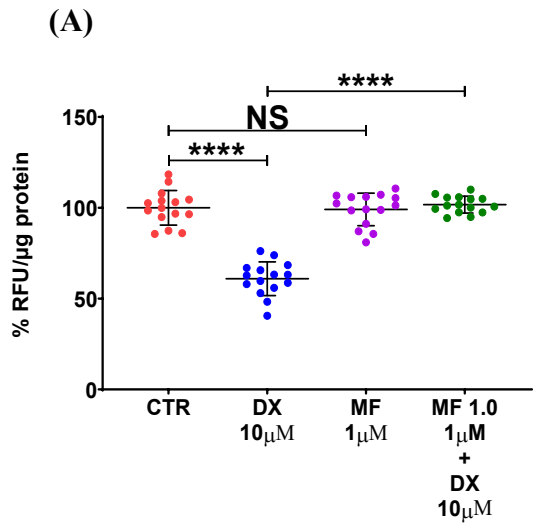 (A)
****
NS
****
150
100
50
0
% RFU/µg protein
CTR
DX
10µM
MF
1µM
MF 1.0
1µM
+
DX
10µM